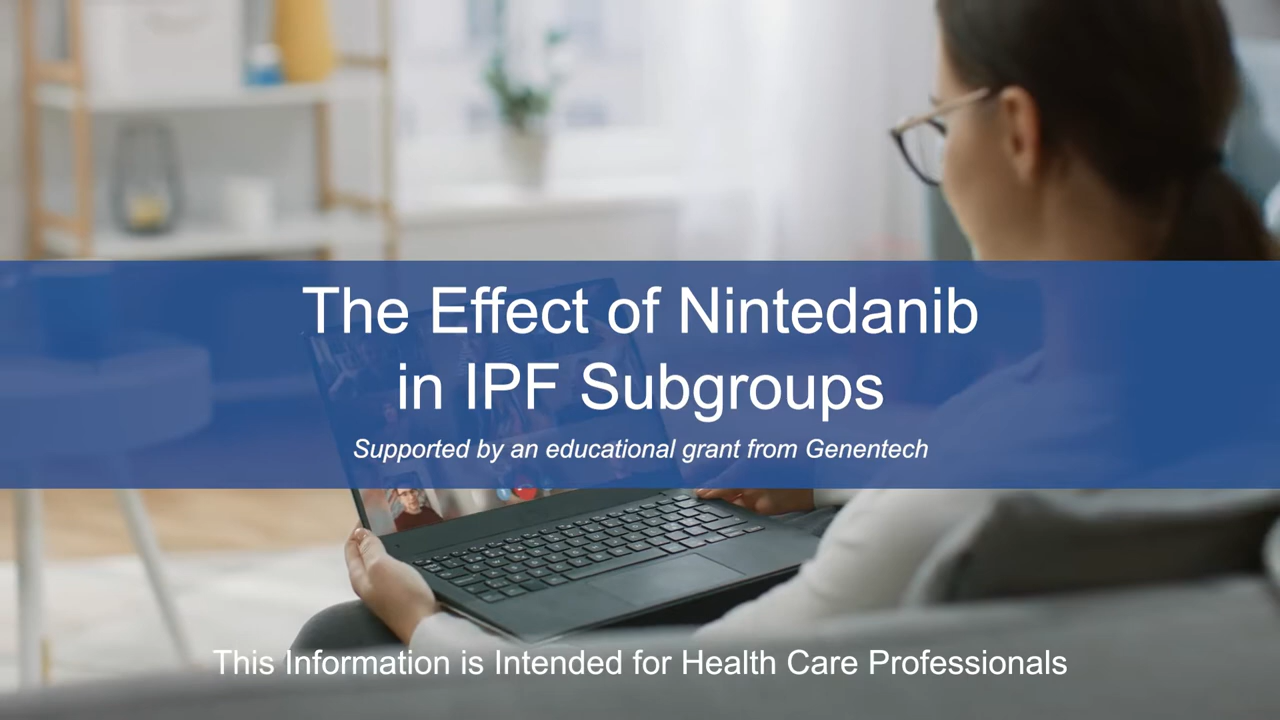 The Effect of Nintedanib
in IPF Subgroups
Supported by an educational grant from Genentech
This Information is Intended for Health Care Professionals